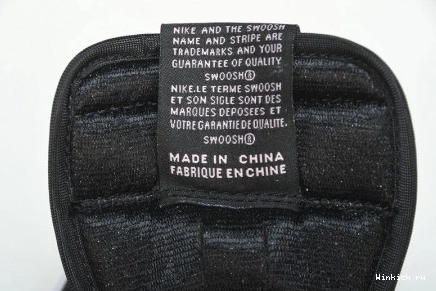 NIKE AND THE SWOOSH
NAME AND STRIPE ARE
TRADEMARKS AND YOUR
GUARANTEE OF QUALITY
SWOOSH®
NIKE.LE TERME SWOOSH
ET SON SIGLE SONT DES
MARQUES DEPOSEES ET
VOTRE GARANTIE DE QUALITE.
SWOOSH®
MADE IN CHINA
FABRIQUE EN CHINE
Winkick.ru